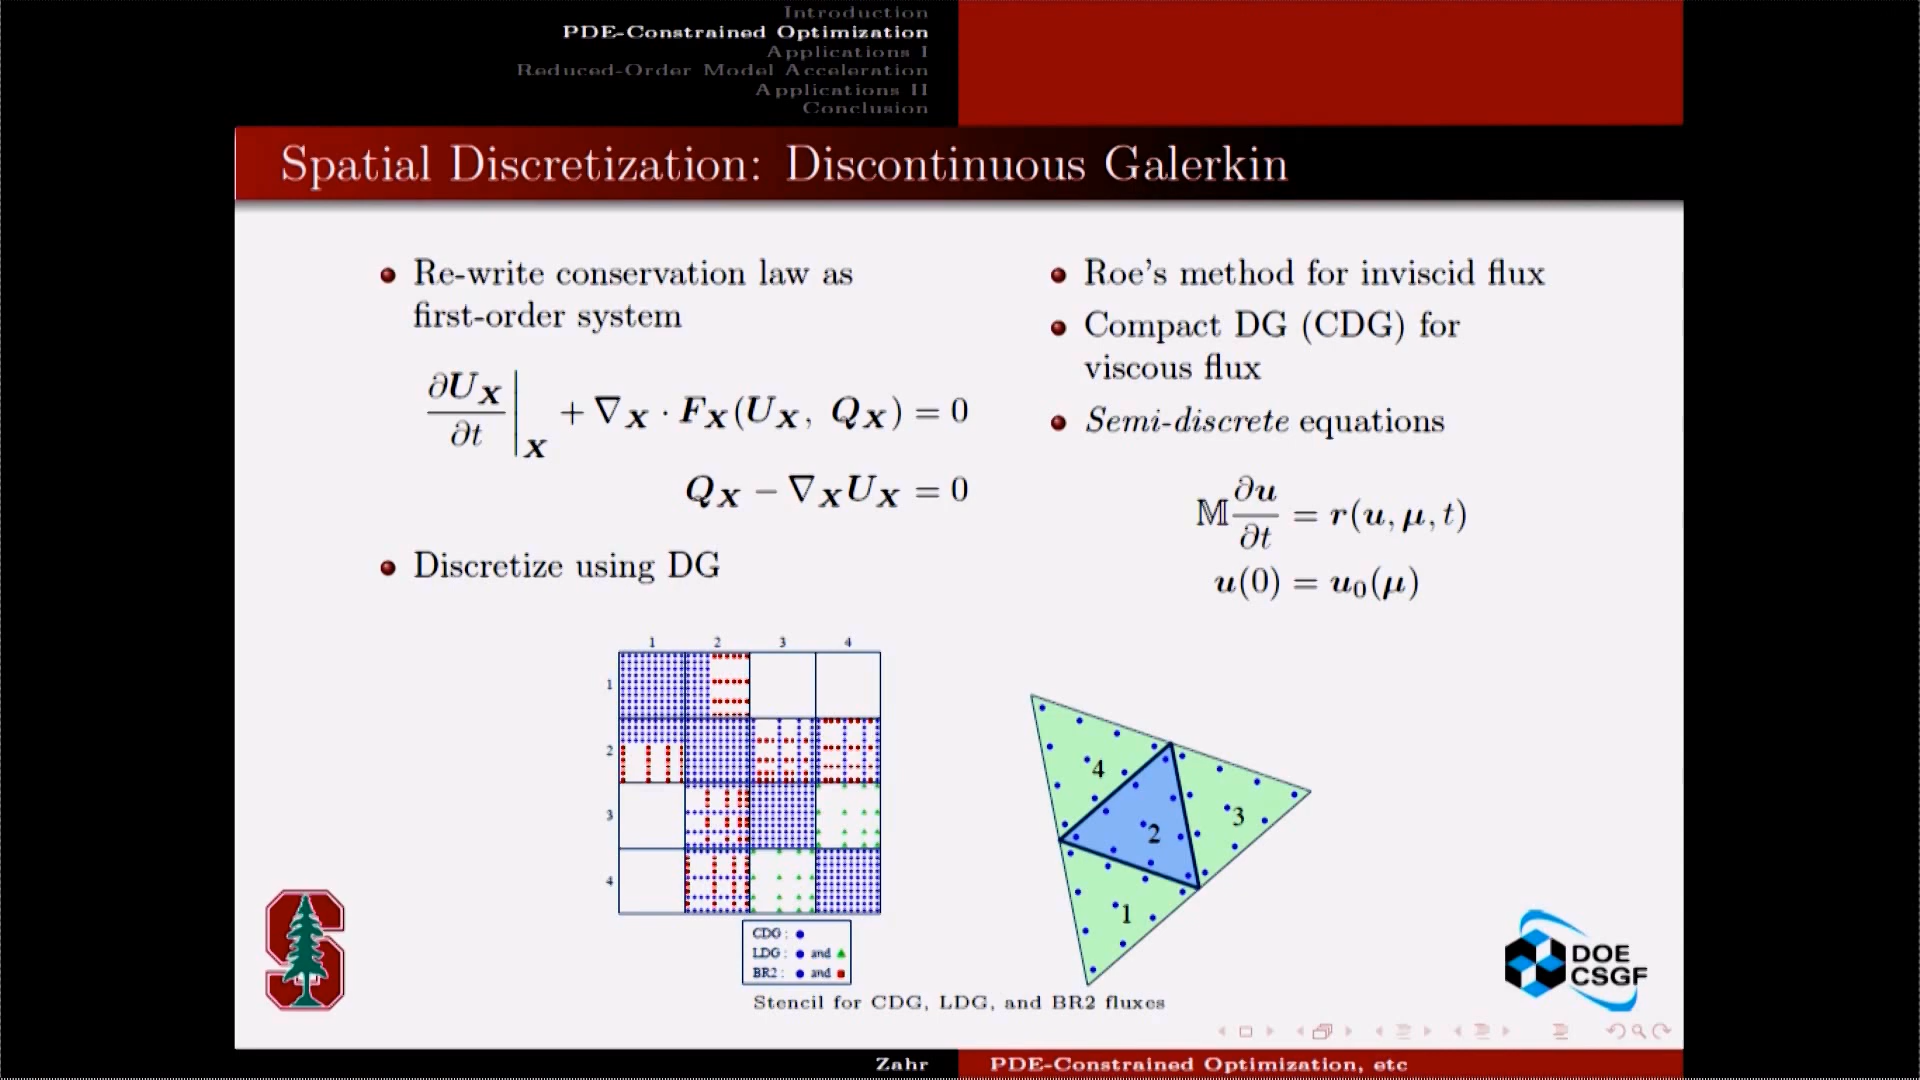 Introduction
PDE-Constrained Optimization
Applications I
Reduced-Order Model Acceleration
Applications II
Conclusion
Spatial Discretization: Discontinuous Galerkin
Re-write conservation law as
first-order system
∂U_X/∂t |_X + ∇_X · F_X(U_X, Q_X) = 0
Q_X − ∇_X U_X = 0
Discretize using DG
Roe's method for inviscid flux
Compact DG (CDG) for
viscous flux
Semi-discrete equations
𝕄 ∂u/∂t = r(u, μ, t)
u(0) = u₀(μ)
1 2 3 4
1
2
3
4
CDG :
LDG : and
BR2 : and
4
3
2
1
Stencil for CDG, LDG, and BR2 fluxes
S
DOE
CSGF
Zahr
PDE-Constrained Optimization, etc